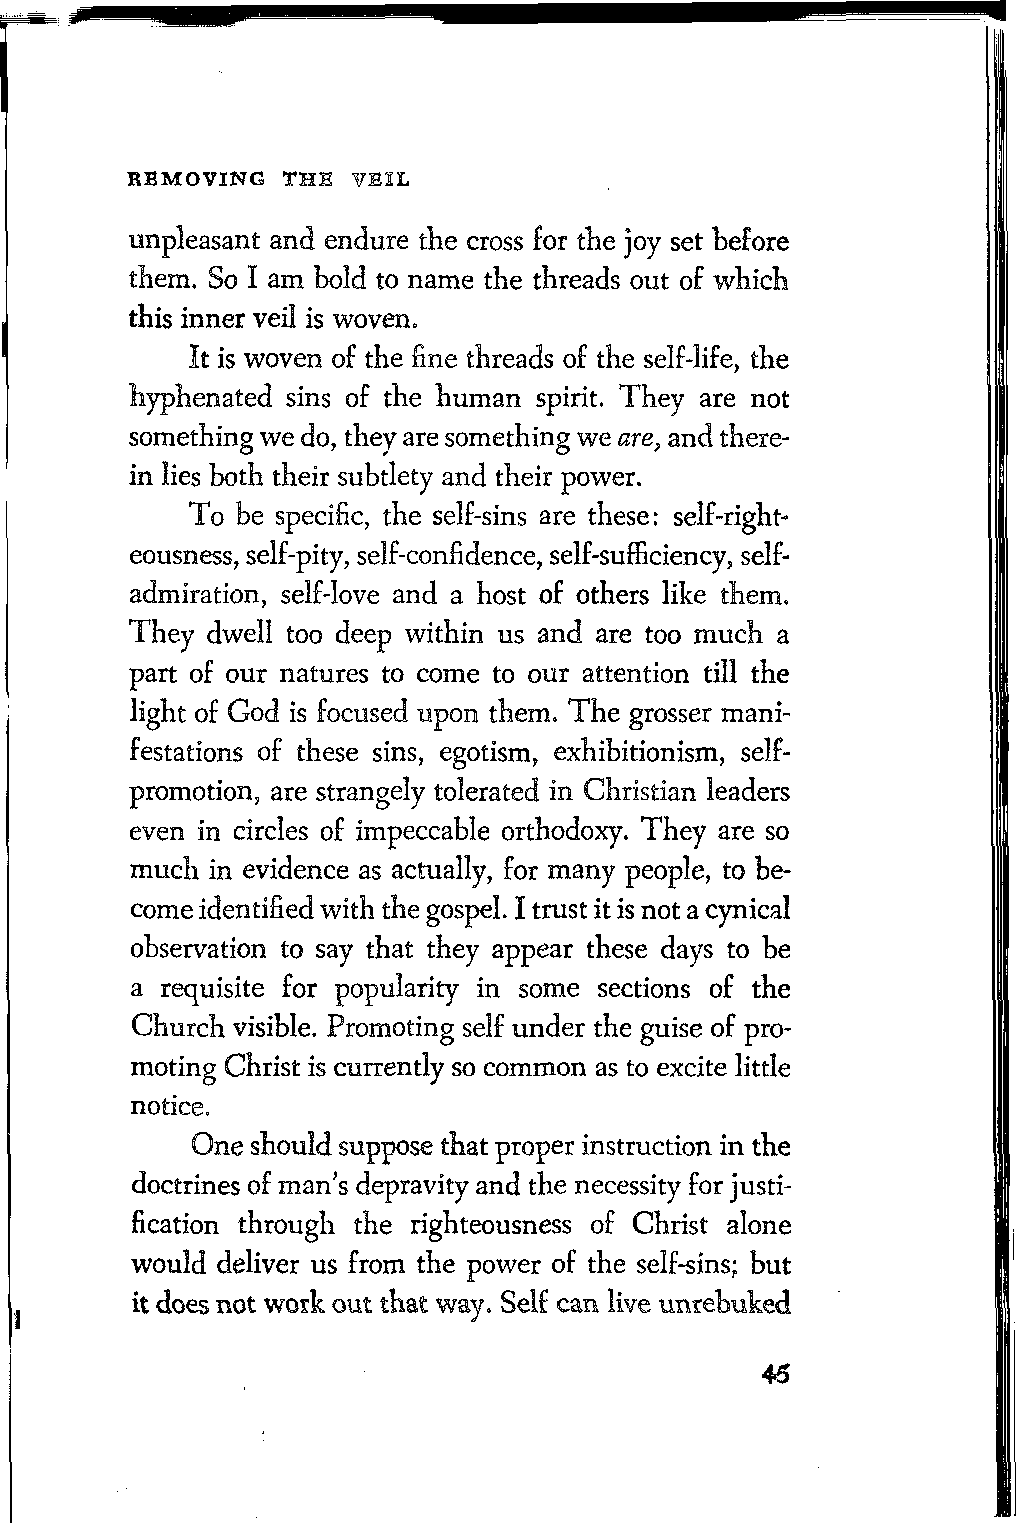 REMOVING THE VEIL
unpleasant and endure the cross for the joy set before
them. So I am bold to name the threads out of which
this inner veil is woven.
It is woven of the fine threads of the self-life, the
hyphenated sins of the human spirit. They are not
something we do, they are something we are, and there-
in lies both their subtlety and their power.
To be specific, the self-sins are these: self-right-
eousness, self-pity, self-confidence, self-sufficiency, self-
admiration, self-love and a host of others like them.
They dwell too deep within us and are too much a
part of our natures to come to our attention till the
light of God is focused upon them. The grosser mani-
festations of these sins, egotism, exhibitionism, self-
promotion, are strangely tolerated in Christian leaders
even in circles of impeccable orthodoxy. They are so
much in evidence as actually, for many people, to be-
come identified with the gospel. I trust it is not a cynical
observation to say that they appear these days to be
a requisite for popularity in some sections of the
Church visible. Promoting self under the guise of pro-
moting Christ is currently so common as to excite little
notice.
One should suppose that proper instruction in the
doctrines of man's depravity and the necessity for justi-
fication through the righteousness of Christ alone
would deliver us from the power of the self-sins; but
it does not work out that way. Self can live unrebuked
45